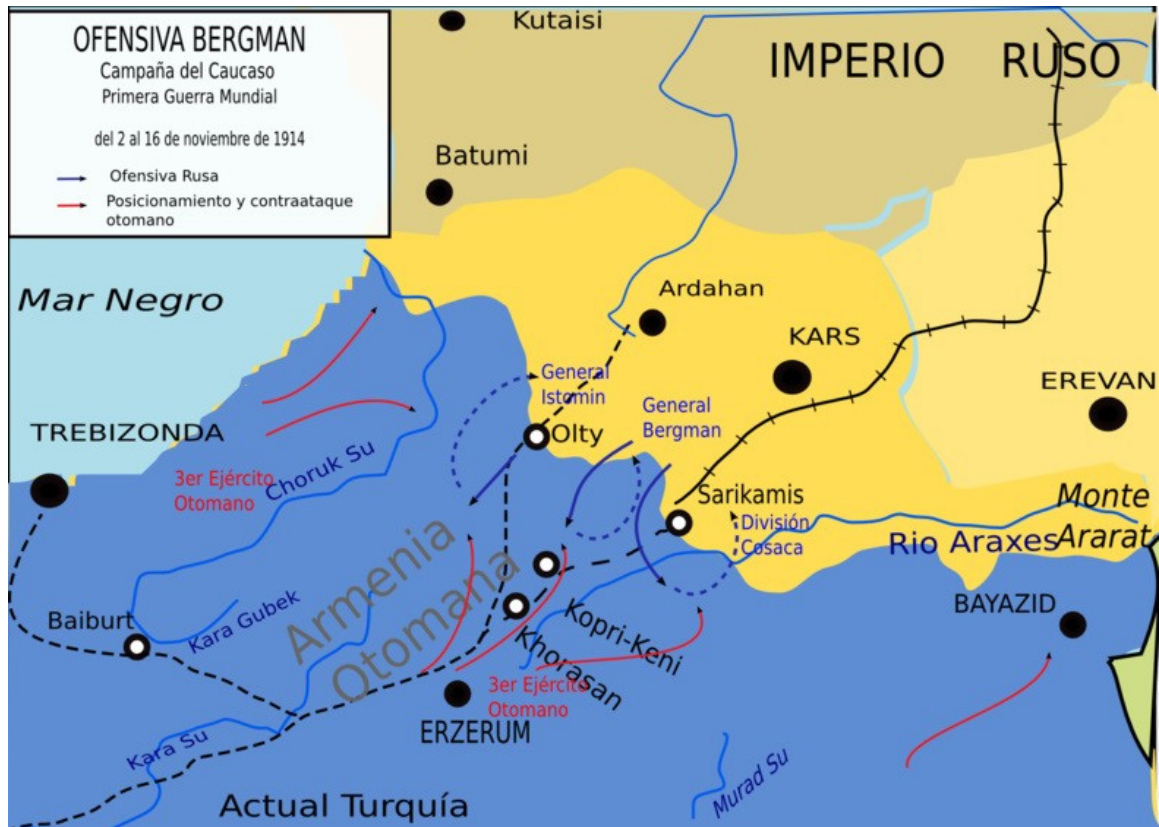 OFENSIVA BERGMAN
Campaña del Caucaso
Primera Guerra Mundial
del 2 al 16 de noviembre de 1914
Ofensiva Rusa
Posicionamiento y contraataque
otomano
Kutaisi
IMPERIO RUSO
Batumi
Mar Negro
Ardahan
KARS
General
Istomin
General
Bergman
EREVAN
TREBIZONDA
Olty
Choruk Su
3er Ejército
Otomano
Sarikamis
Monte
Ararat
División
Cosaca
Rio Araxes
Armenia
Otomana
Baiburt
Kara Gubek
Kopri-Keni
Khorasan
BAYAZID
3er Ejército
Otomano
ERZERUM
Kara Su
Murad Su
Actual Turquía